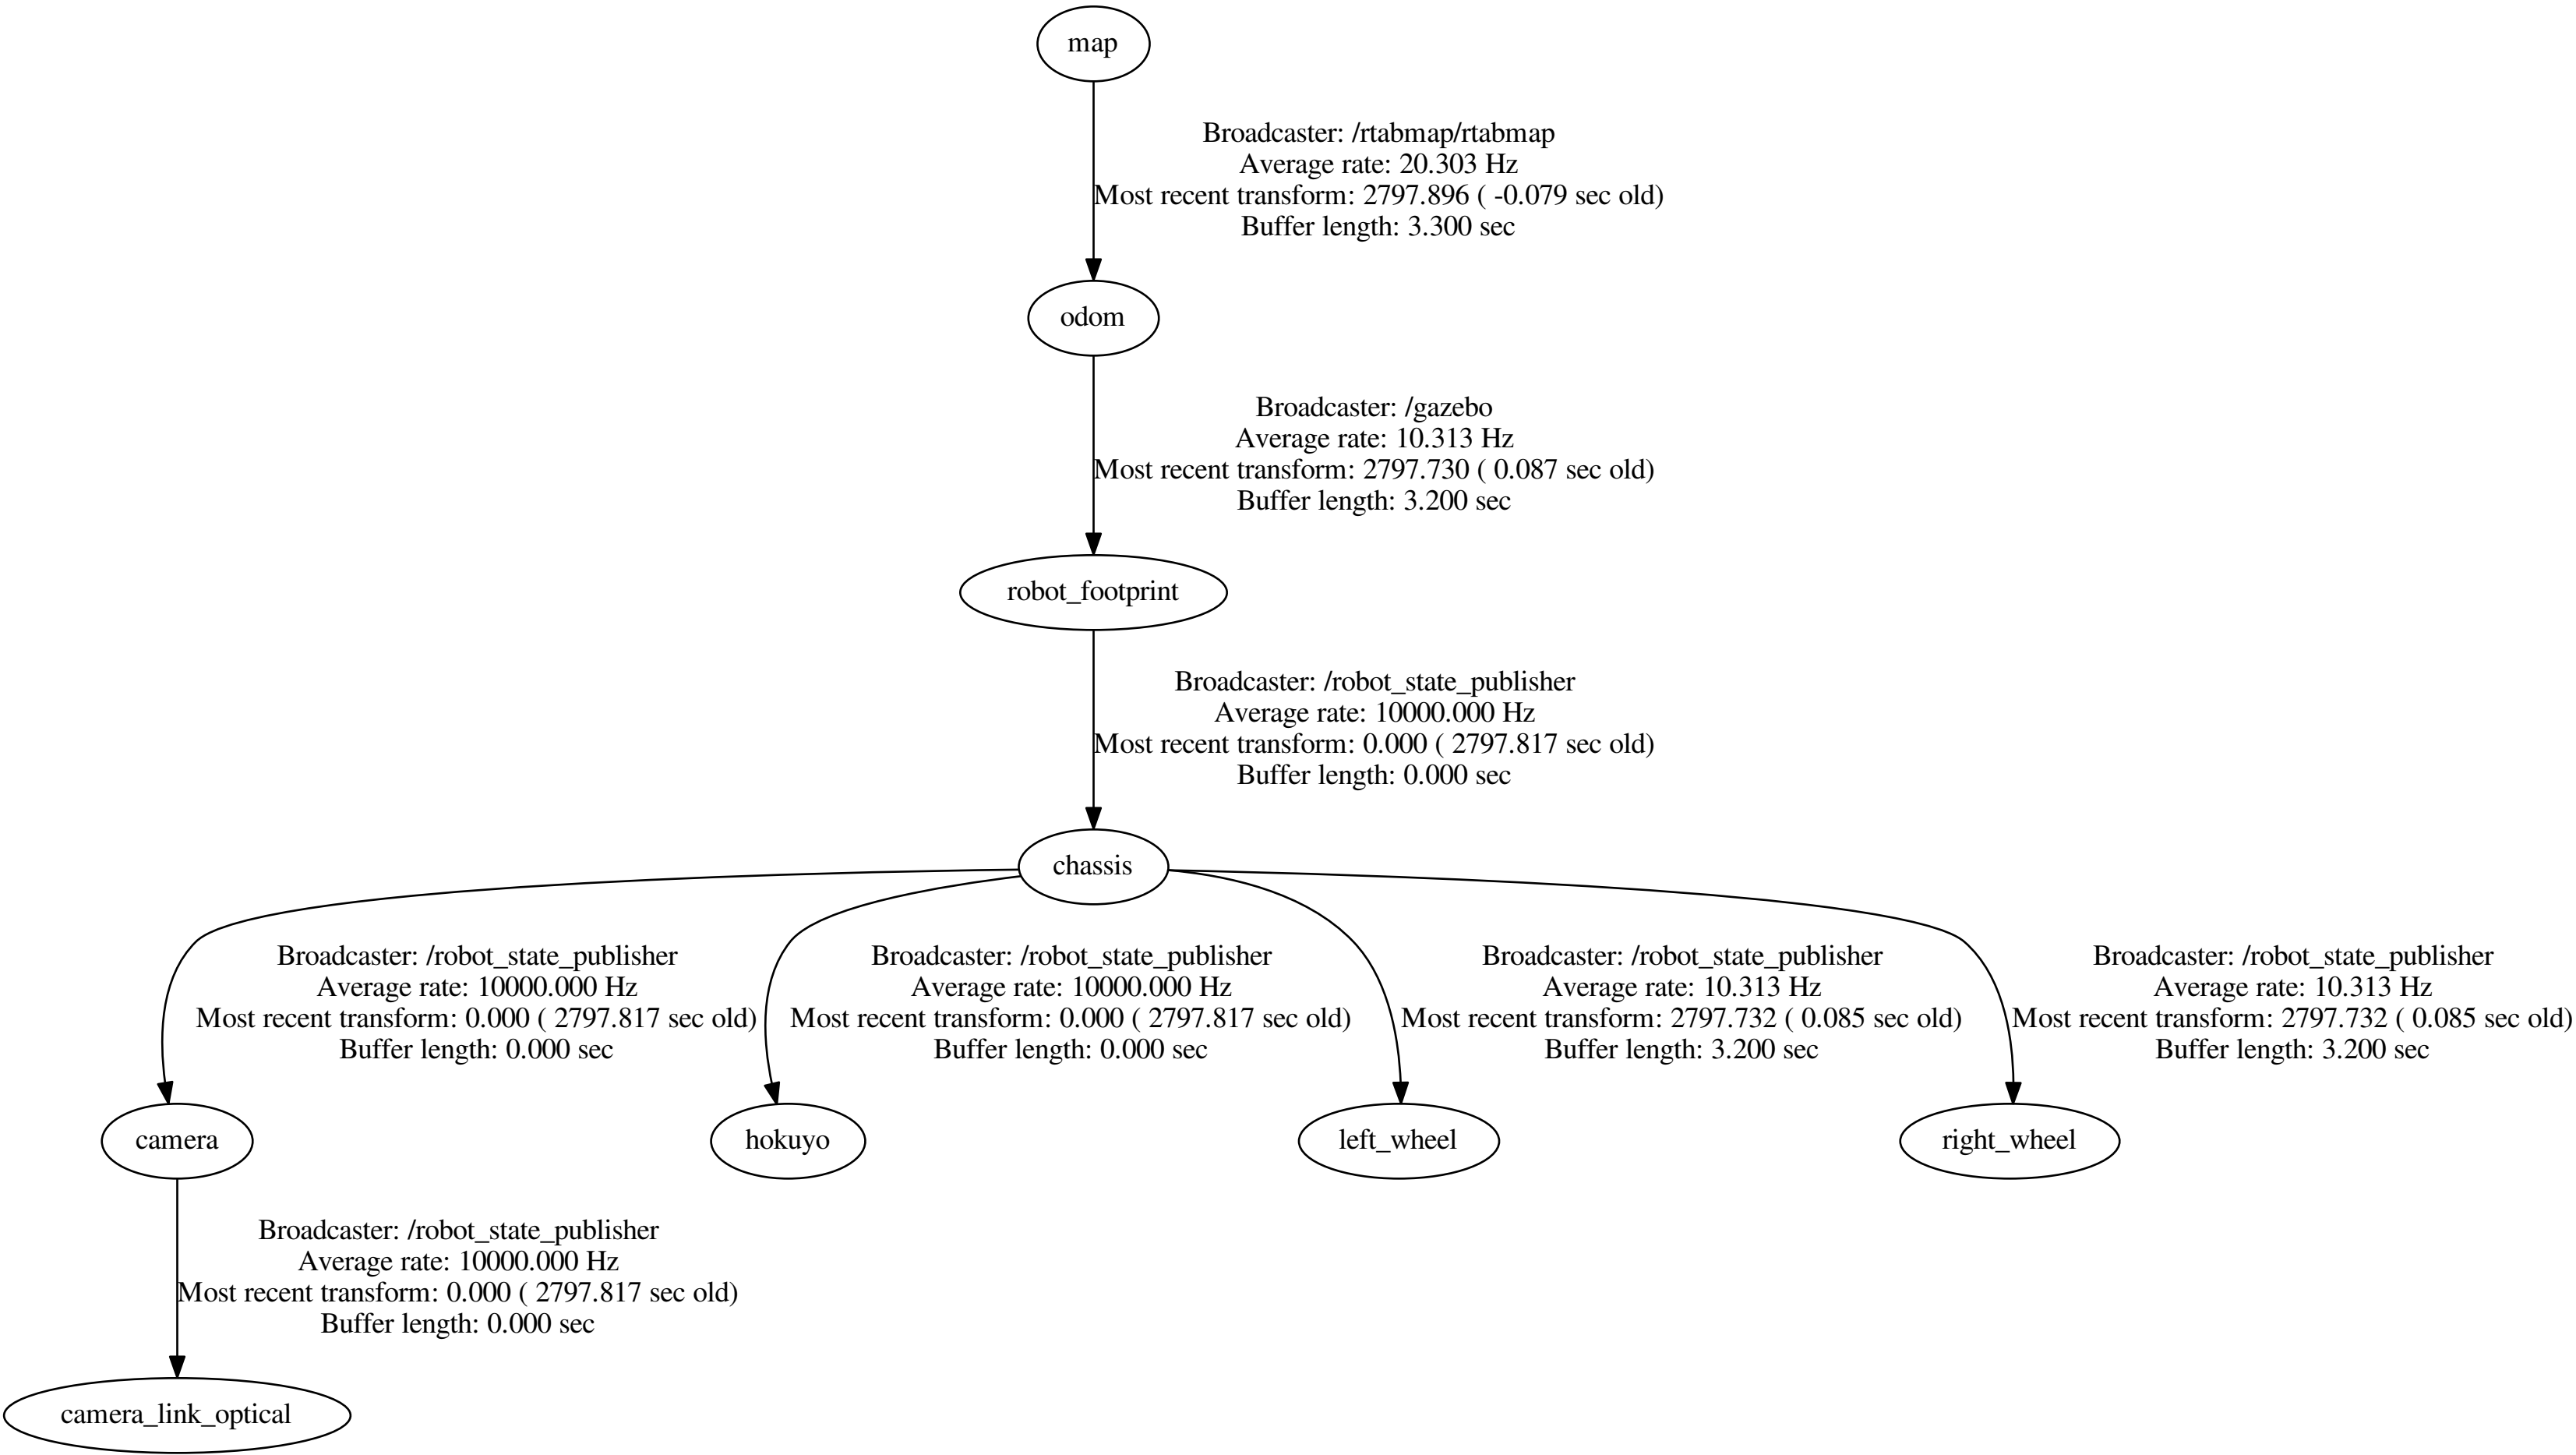 map
Broadcaster: /rtabmap/rtabmap
Average rate: 20.303 Hz
Most recent transform: 2797.896 ( -0.079 sec old)
Buffer length: 3.300 sec
odom
Broadcaster: /gazebo
Average rate: 10.313 Hz
Most recent transform: 2797.730 ( 0.087 sec old)
Buffer length: 3.200 sec
robot_footprint
Broadcaster: /robot_state_publisher
Average rate: 10000.000 Hz
Most recent transform: 0.000 ( 2797.817 sec old)
Buffer length: 0.000 sec
chassis
Broadcaster: /robot_state_publisher
Average rate: 10000.000 Hz
Most recent transform: 0.000 ( 2797.817 sec old)
Buffer length: 0.000 sec
Broadcaster: /robot_state_publisher
Average rate: 10000.000 Hz
Most recent transform: 0.000 ( 2797.817 sec old)
Buffer length: 0.000 sec
Broadcaster: /robot_state_publisher
Average rate: 10.313 Hz
Most recent transform: 2797.732 ( 0.085 sec old)
Buffer length: 3.200 sec
Broadcaster: /robot_state_publisher
Average rate: 10.313 Hz
Most recent transform: 2797.732 ( 0.085 sec old)
Buffer length: 3.200 sec
camera
hokuyo
left_wheel
right_wheel
Broadcaster: /robot_state_publisher
Average rate: 10000.000 Hz
Most recent transform: 0.000 ( 2797.817 sec old)
Buffer length: 0.000 sec
camera_link_optical